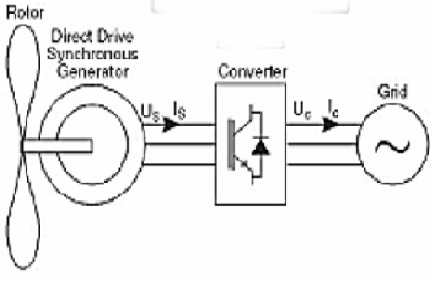 Rotor
Direct Drive
Synchronous
Generator
Us Is
Converter
Uc Ic
Grid